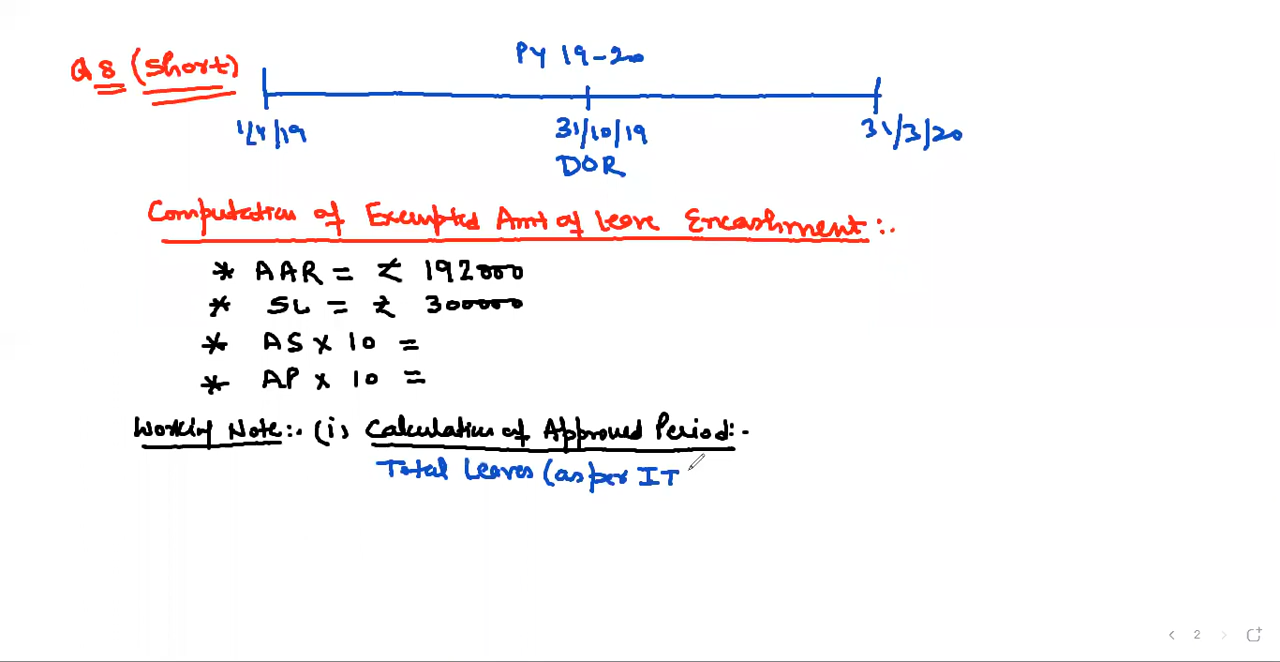 Q 8 (Short)
PY 19-20
1/4/19 31/10/19 31/3/20
DOR
Computation of Exempted Amt of Leave Encashment:.
* AAR = ₹ 192000
* SL = ₹ 300000
* AS x 10 =
* AP x 10 =
Working Note:. (i) Calculation of Approved Period:-
Total Leaves (as per IT
2